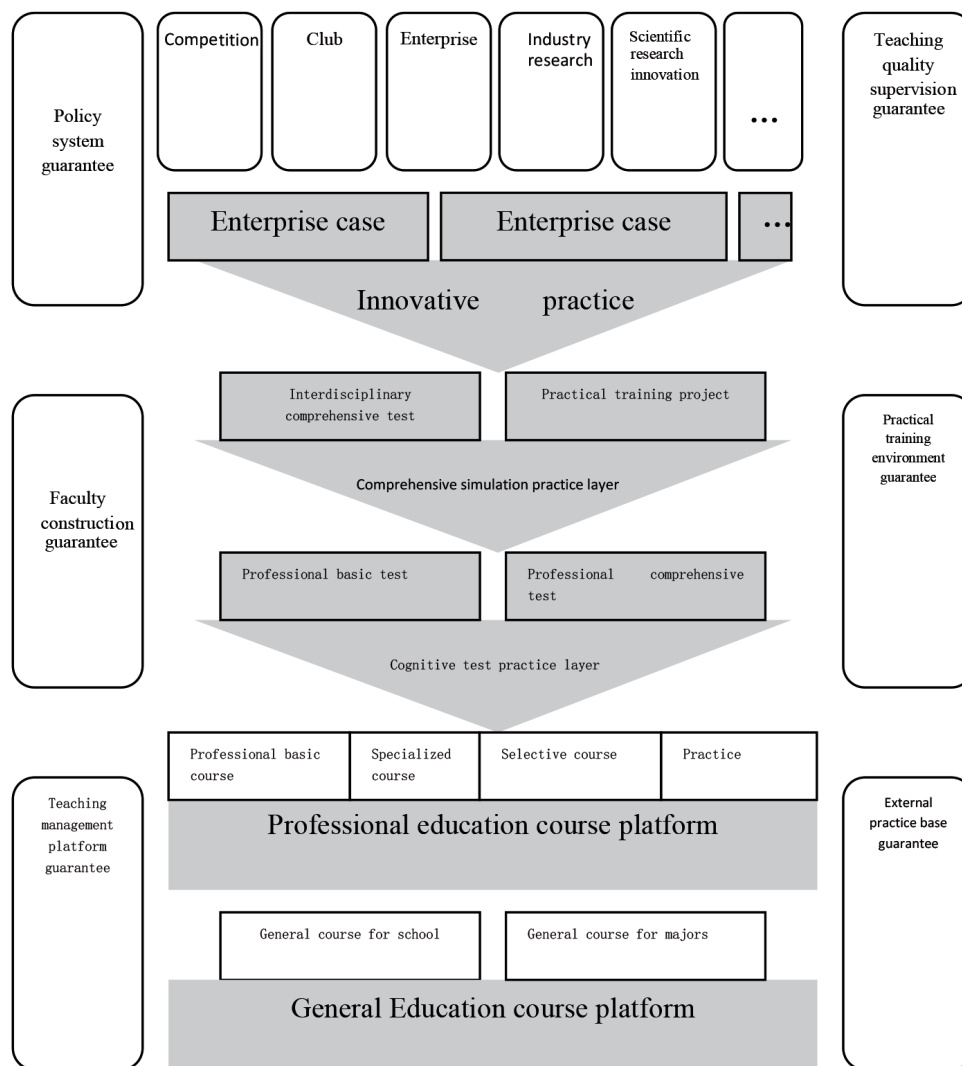 Policy
system
guarantee
Competition
Club
Enterprise
Industry
research
Scientific
research
innovation
...
Teaching
quality
supervision
guarantee
Enterprise case
Enterprise case
...
Innovative practice
Interdisciplinary
comprehensive test
Practical training project
Comprehensive simulation practice layer
Faculty
construction
guarantee
Practical
training
environment
guarantee
Professional basic test
Professional comprehensive
test
Cognitive test practice layer
Professional basic
course
Specialized
course
Selective course
Practice
Professional education course platform
Teaching
management
platform
guarantee
External
practice base
guarantee
General course for school
General course for majors
General Education course platform